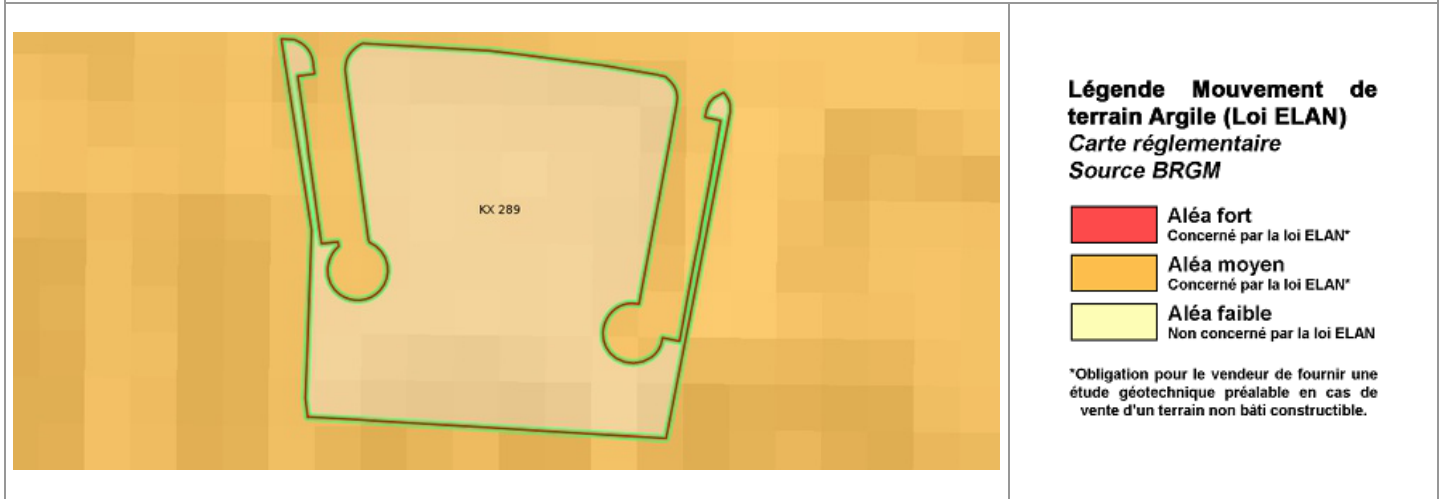 KX 289
Légende Mouvement de
terrain Argile (Loi ELAN)
Carte réglementaire
Source BRGM
Aléa fort
Concerné par la loi ELAN*
Aléa moyen
Concerné par la loi ELAN*
Aléa faible
Non concerné par la loi ELAN
*Obligation pour le vendeur de fournir une
étude géotechnique préalable en cas de
vente d'un terrain non bâti constructible.